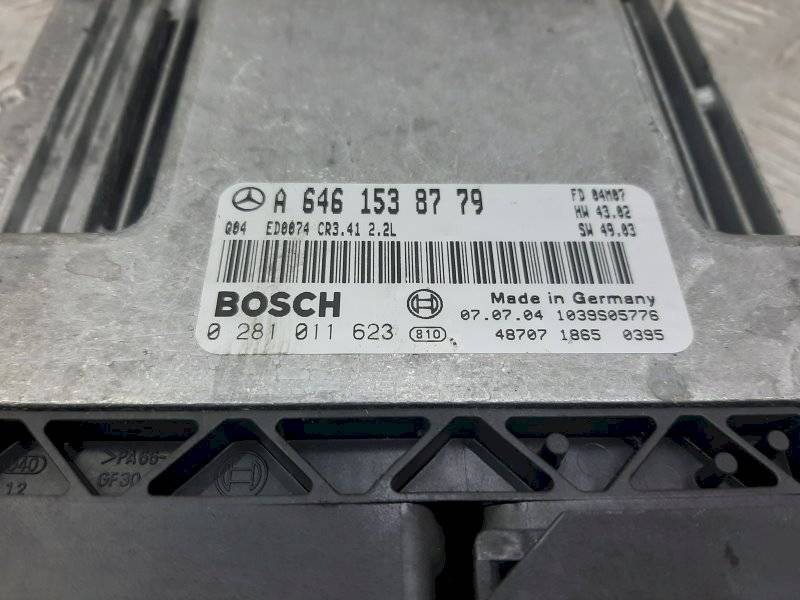 A 646 153 87 79
FD 04M07
HW 43.02
Q04 ED0074 CR3.41 2.2L
SW 49.03
BOSCH
Made in Germany
07.07.04 1039S05776
0 281 011 623 810
48707 1865 0395
>PA66-
GF30
12